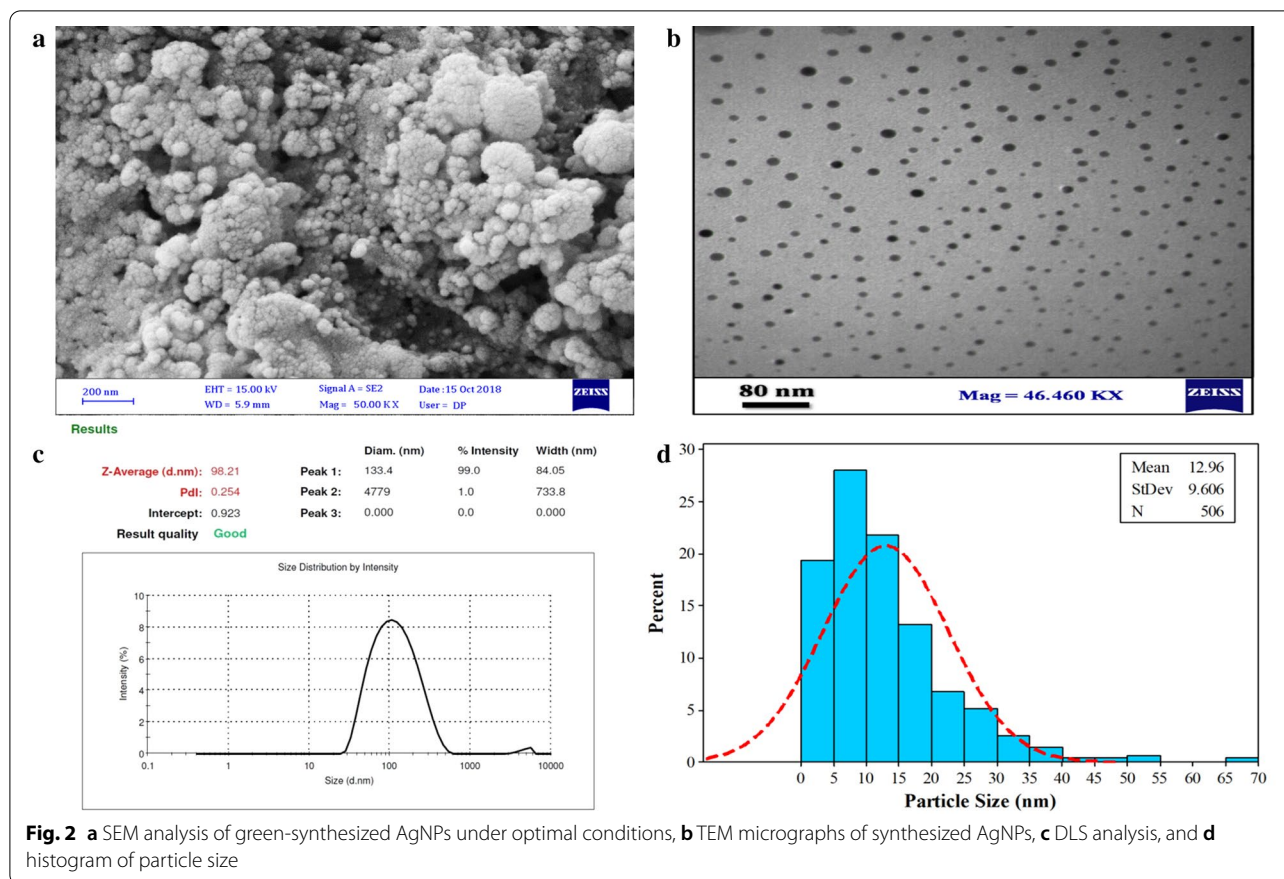 a
200 nm
EHT = 15.00 kV
Signal A = SE2
Date :15 Oct 2018
WD = 5.9 mm
Mag = 50.00 KX
User = DP
ZEISS
b
80 nm
Mag = 46.460 KX
ZEISS
Results
c
Diam. (nm) % Intensity Width (nm)
Z-Average (d.nm): 98.21 Peak 1: 133.4 99.0 84.05
PdI: 0.254 Peak 2: 4779 1.0 733.8
Intercept: 0.923 Peak 3: 0.000 0.0 0.000
Result quality Good
Size Distribution by Intensity
Intensity (%)
10
8
6
4
2
0
0.1 1 10 100 1000 10000
Size (d.nm)
d
Mean 12.96
StDev 9.606
N 506
Percent
30
25
20
15
10
5
0
0 5 10 15 20 25 30 35 40 45 50 55 60 65 70
Particle Size (nm)
Fig. 2 a SEM analysis of green-synthesized AgNPs under optimal conditions, b TEM micrographs of synthesized AgNPs, c DLS analysis, and d
histogram of particle size